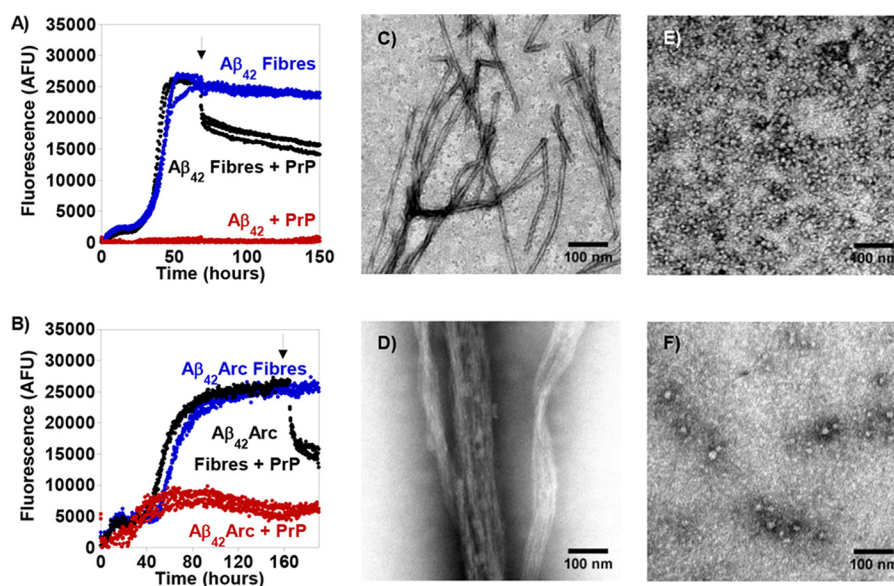 A)
35000
30000
25000
20000
15000
10000
5000
0
Fluorescence (AFU)
Aβ42 Fibres
Aβ42 Fibres + PrP
Aβ42 + PrP
0 50 100 150
Time (hours)
C)
100 nm
E)
400 nm
B)
35000
30000
25000
20000
15000
10000
5000
0
Fluorescence (AFU)
Aβ42Arc Fibres
Aβ42Arc
Fibres + PrP
Aβ42Arc + PrP
0 40 80 120 160
Time (hours)
D)
100 nm
F)
100 nm